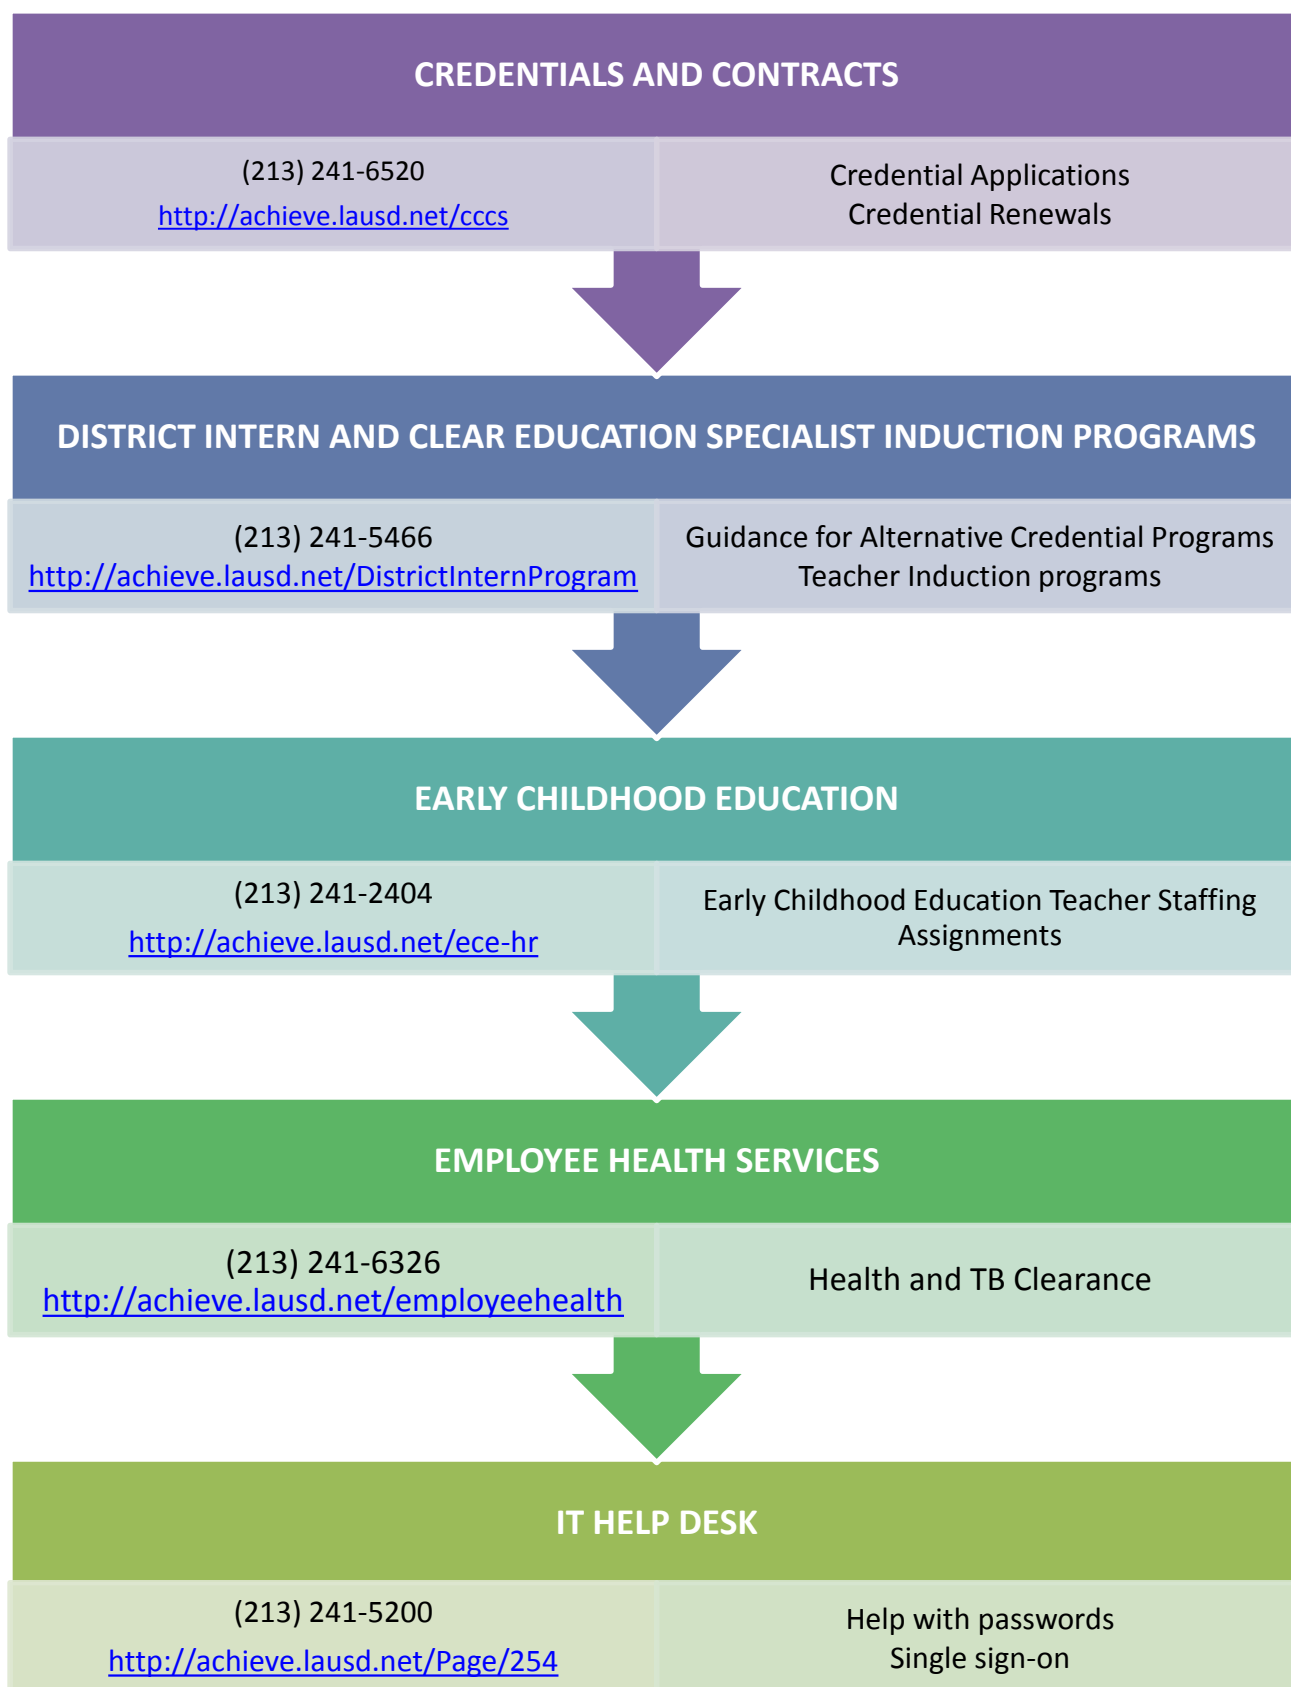 CREDENTIALS AND CONTRACTS
(213) 241-6520
http://achieve.lausd.net/cccs
Credential Applications
Credential Renewals
DISTRICT INTERN AND CLEAR EDUCATION SPECIALIST INDUCTION PROGRAMS
(213) 241-5466
http://achieve.lausd.net/DistrictInternProgram
Guidance for Alternative Credential Programs
Teacher Induction programs
EARLY CHILDHOOD EDUCATION
(213) 241-2404
http://achieve.lausd.net/ece-hr
Early Childhood Education Teacher Staffing
Assignments
EMPLOYEE HEALTH SERVICES
(213) 241-6326
http://achieve.lausd.net/employeehealth
Health and TB Clearance
IT HELP DESK
(213) 241-5200
http://achieve.lausd.net/Page/254
Help with passwords
Single sign-on